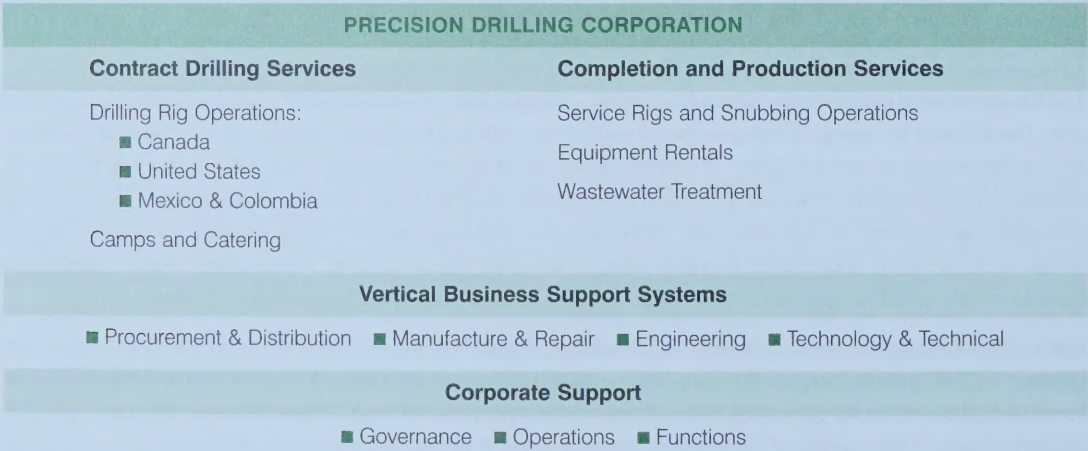 PRECISION DRILLING CORPORATION
Contract Drilling Services
Drilling Rig Operations:
■ Canada
■ United States
■ Mexico & Colombia
Camps and Catering
Completion and Production Services
Service Rigs and Snubbing Operations
Equipment Rentals
Wastewater Treatment
Vertical Business Support Systems
■ Procurement & Distribution ■ Manufacture & Repair ■ Engineering ■ Technology & Technical
Corporate Support
■ Governance ■ Operations ■ Functions